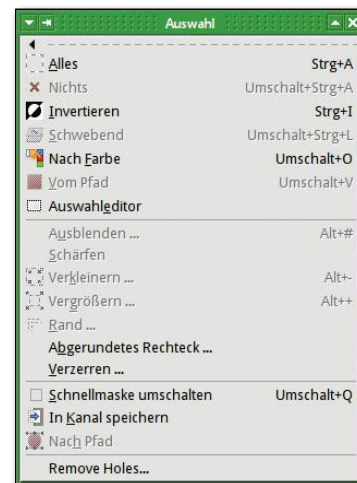 Auswahl
Alles Strg+A
Nichts Umschalt+Strg+A
Invertieren Strg+I
Schwebend Umschalt+Strg+L
Nach Farbe Umschalt+O
Vom Pfad Umschalt+V
Auswahleditor
Ausblenden ... Alt+#
Schärfen
Verkleinern ... Alt+-
Vergrößern ... Alt++
Rand ...
Abgerundetes Rechteck ...
Verzerren ...
Schnellmaske umschalten Umschalt+Q
In Kanal speichern
Nach Pfad
Remove Holes...